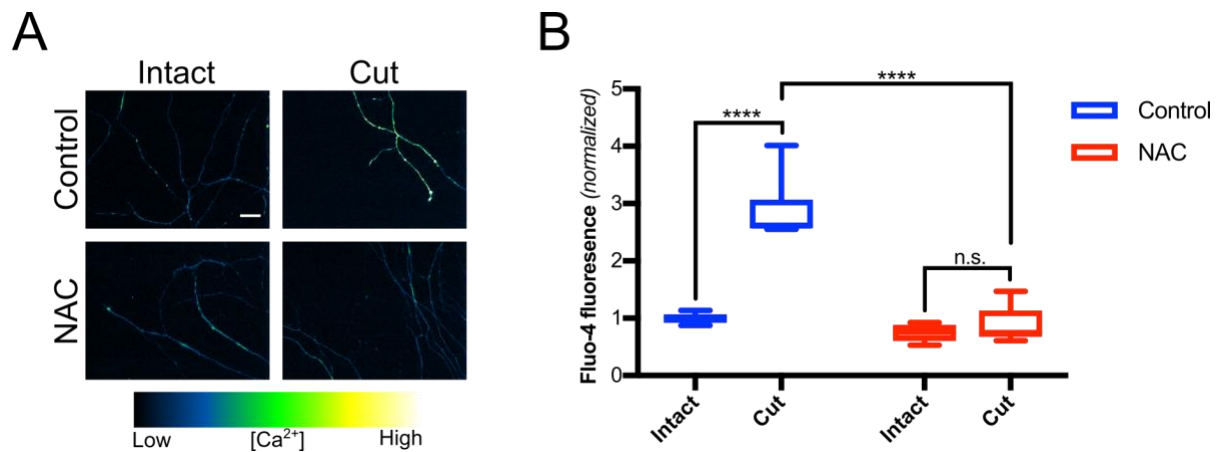 A
Intact Cut
Control
NAC
Low [Ca²⁺] High
B
Fluo-4 fluoresence (normalized)
5
4
3
2
1
0
****
****
n.s.
Intact Cut Intact Cut
Control
NAC